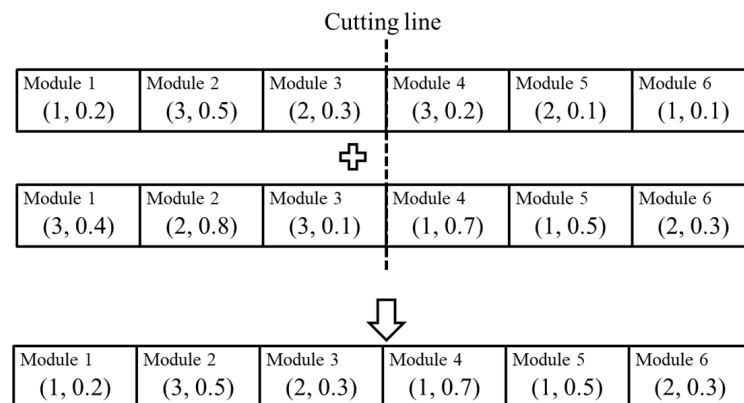 Cutting line
Module 1 Module 2 Module 3 Module 4 Module 5 Module 6
(1, 0.2) (3, 0.5) (2, 0.3) (3, 0.2) (2, 0.1) (1, 0.1)
Module 1 Module 2 Module 3 Module 4 Module 5 Module 6
(3, 0.4) (2, 0.8) (3, 0.1) (1, 0.7) (1, 0.5) (2, 0.3)
Module 1 Module 2 Module 3 Module 4 Module 5 Module 6
(1, 0.2) (3, 0.5) (2, 0.3) (1, 0.7) (1, 0.5) (2, 0.3)